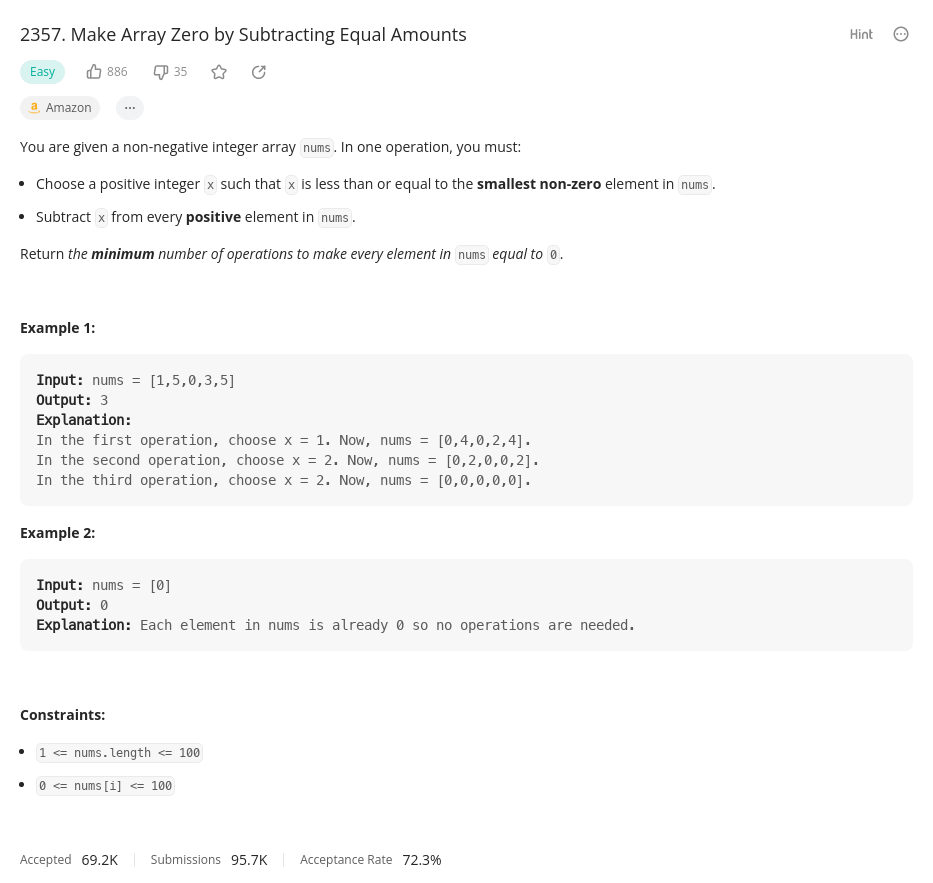 2357. Make Array Zero by Subtracting Equal Amounts
Hint
Easy 886 35
Amazon ...
You are given a non-negative integer array nums. In one operation, you must:
• Choose a positive integer x such that x is less than or equal to the smallest non-zero element in nums.
• Subtract x from every positive element in nums.
Return the minimum number of operations to make every element in nums equal to 0.
Example 1:
Input: nums = [1,5,0,3,5]
Output: 3
Explanation:
In the first operation, choose x = 1. Now, nums = [0,4,0,2,4].
In the second operation, choose x = 2. Now, nums = [0,2,0,0,2].
In the third operation, choose x = 2. Now, nums = [0,0,0,0,0].
Example 2:
Input: nums = [0]
Output: 0
Explanation: Each element in nums is already 0 so no operations are needed.
Constraints:
• 1 <= nums.length <= 100
• 0 <= nums[i] <= 100
Accepted 69.2K Submissions 95.7K Acceptance Rate 72.3%